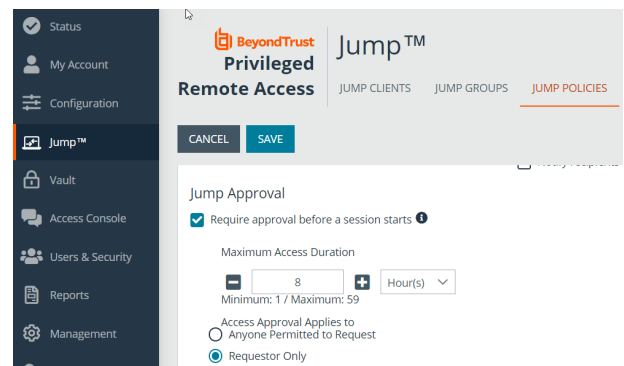 Status
My Account
Configuration
Jump™
Vault
Access Console
Users & Security
Reports
Management
BeyondTrust
Privileged
Remote Access
Jump™
JUMP CLIENTS JUMP GROUPS JUMP POLICIES
CANCEL SAVE
Jump Approval
Require approval before a session starts
Maximum Access Duration
8 Hour(s)
Minimum: 1 / Maximum: 59
Access Approval Applies to
Anyone Permitted to Request
Requestor Only